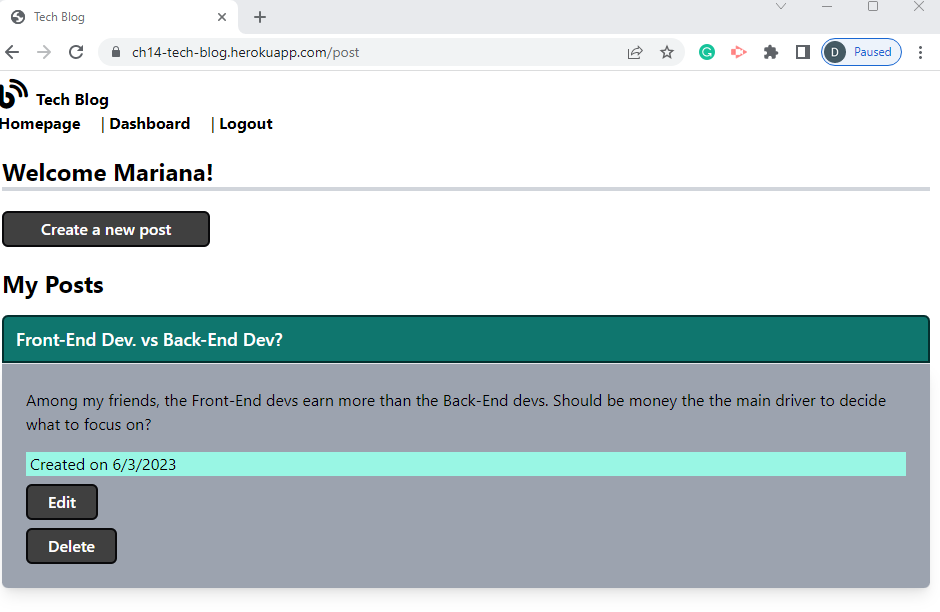 Tech Blog
ch14-tech-blog.herokuapp.com/post
D Paused
Tech Blog
Homepage | Dashboard | Logout
Welcome Mariana!
Create a new post
My Posts
Front-End Dev. vs Back-End Dev?
Among my friends, the Front-End devs earn more than the Back-End devs. Should be money the the main driver to decide
what to focus on?
Created on 6/3/2023
Edit
Delete